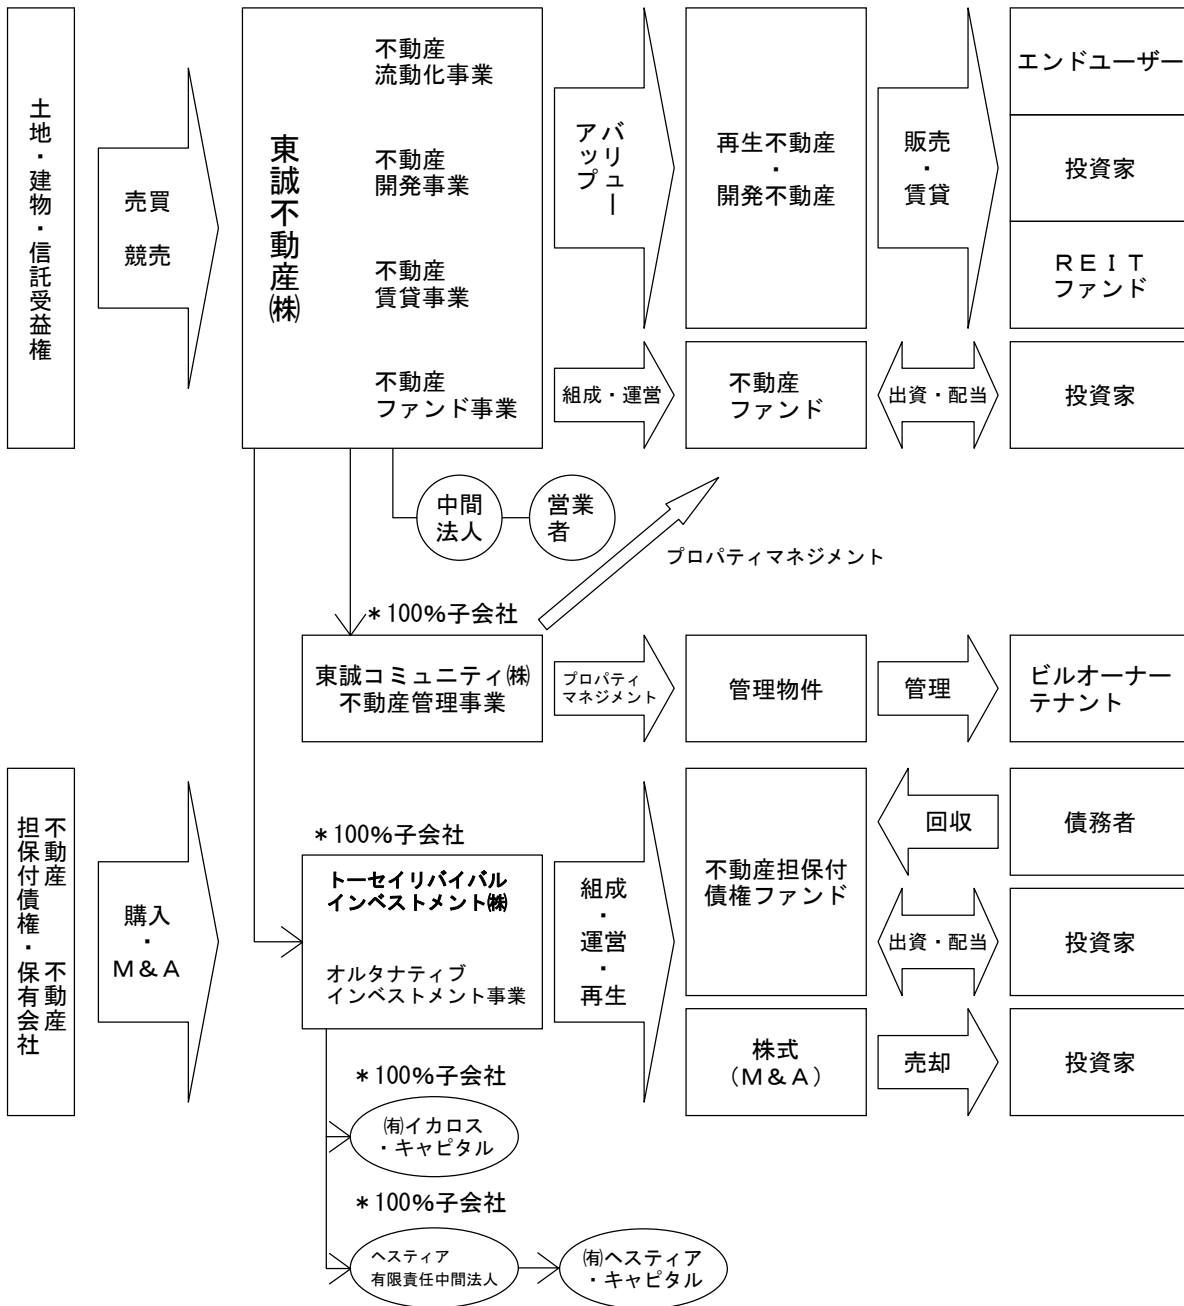 土地・建物・信託受益権
売買
競売
東誠不動産㈱
不動産
流動化事業
不動産
開発事業
不動産
賃貸事業
不動産
ファンド事業
バリュー
アップ
再生不動産
・
開発不動産
販売
・
賃貸
エンドユーザー
投資家
ＲＥＩＴ
ファンド
組成・運営
不動産
ファンド
出資・配当
投資家
中間
法人
営業
者
プロパティマネジメント
＊100%子会社
東誠コミュニティ㈱
不動産管理事業
プロパティ
マネジメント
管理物件
管理
ビルオーナー
テナント
不動産 不動産
担保付債権・保有会社
購入
・
Ｍ＆Ａ
＊100%子会社
トーセイリバイバル
インベストメント㈱
オルタナティブ
インベストメント事業
組成
・
運営
・
再生
不動産担保付
債権ファンド
回収
債務者
出資・配当
投資家
株式
（Ｍ＆Ａ）
売却
投資家
＊100%子会社
㈲イカロス
・キャピタル
＊100%子会社
ヘスティア
有限責任中間法人
㈲ヘスティア
・キャピタル